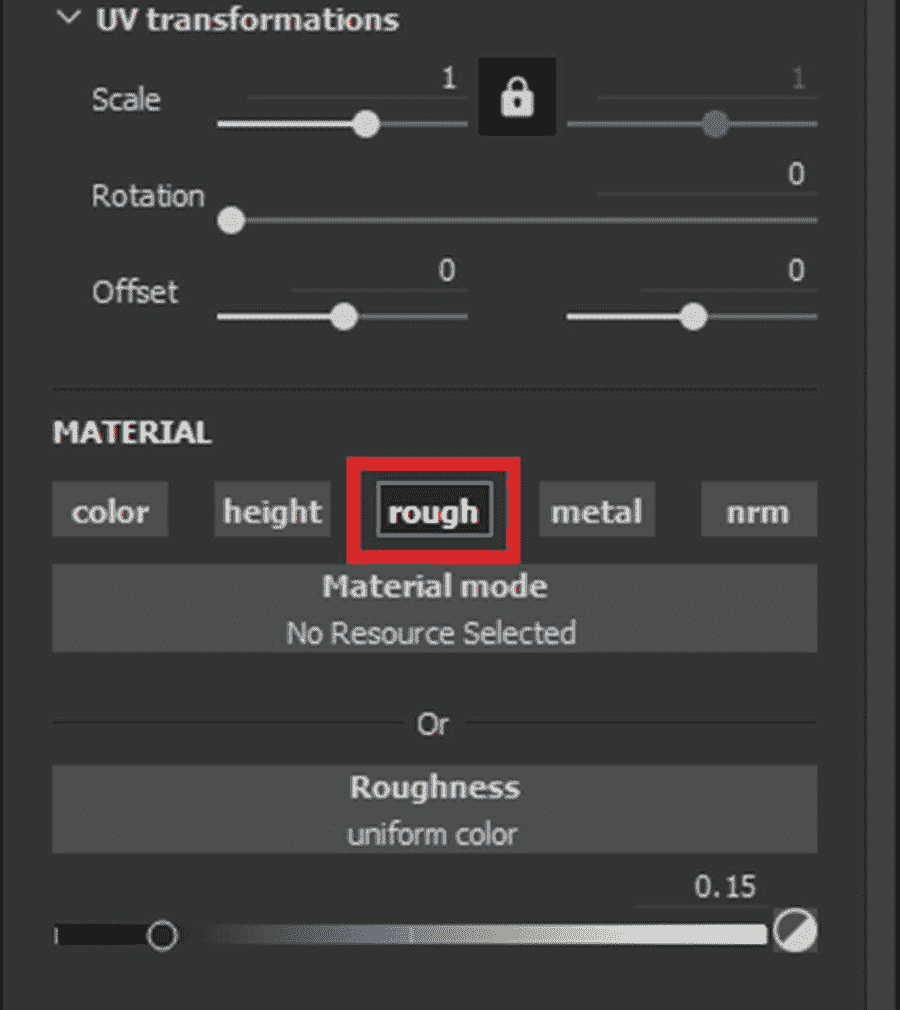 UV transformations
Scale 1 1
Rotation 0
Offset 0 0
MATERIAL
color height rough metal nrm
Material mode
No Resource Selected
Or
Roughness
uniform color
0.15